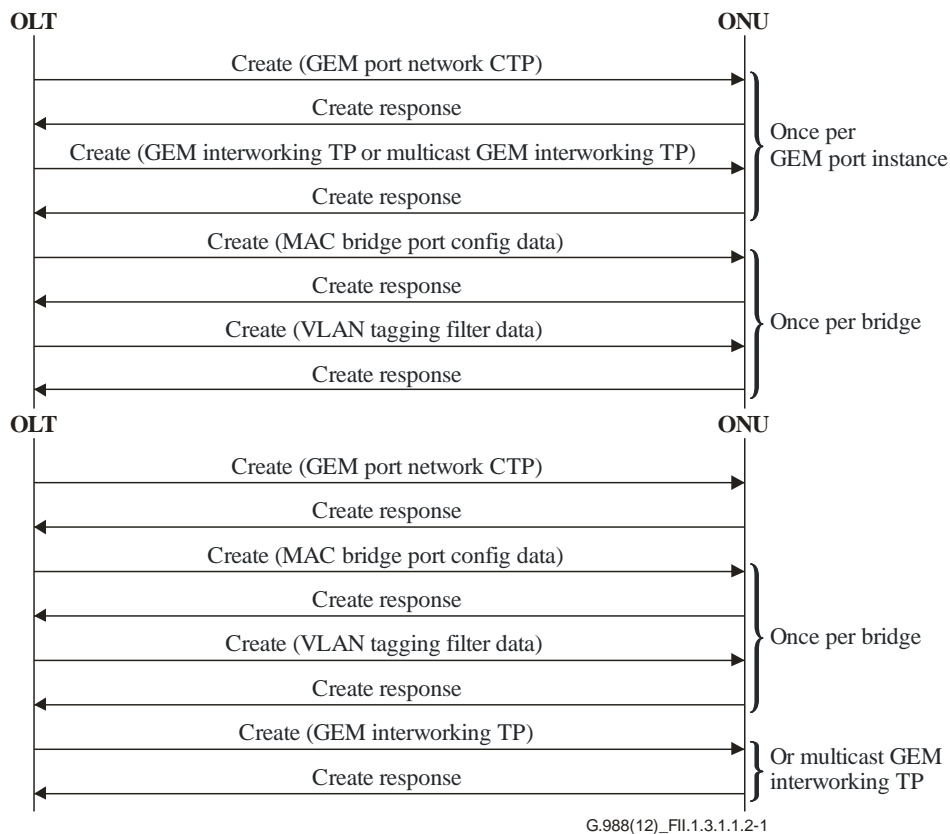 OLT ONU
Create (GEM port network CTP)
Create response
Create (GEM interworking TP or multicast GEM interworking TP)
Create response
Once per
GEM port instance
Create (MAC bridge port config data)
Create response
Create (VLAN tagging filter data)
Create response
Once per bridge
OLT ONU
Create (GEM port network CTP)
Create response
Create (MAC bridge port config data)
Create response
Create (VLAN tagging filter data)
Create response
Once per bridge
Create (GEM interworking TP)
Create response
Or multicast GEM
interworking TP
G.988(12)_FII.1.3.1.1.2-1